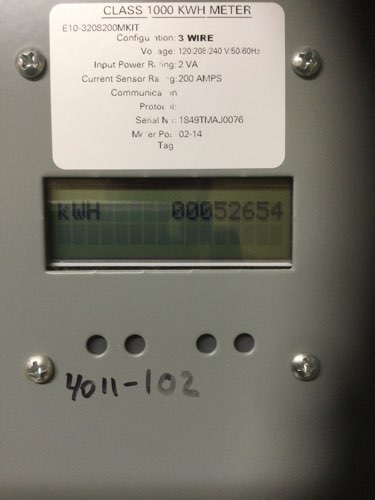 CLASS 1000 KWH METER
E10-3208200MKIT
Configuration: 3 WIRE
Voltage: 120:208:240 V:50-60Hz
Input Power Rating: 2 VA
Current Sensor Rating: 200 AMPS
Communication
Protocol:
Serial No: 1849TMAJ0076
Meter Pos: 02-14
Tag
kWH 00052654
4011-102